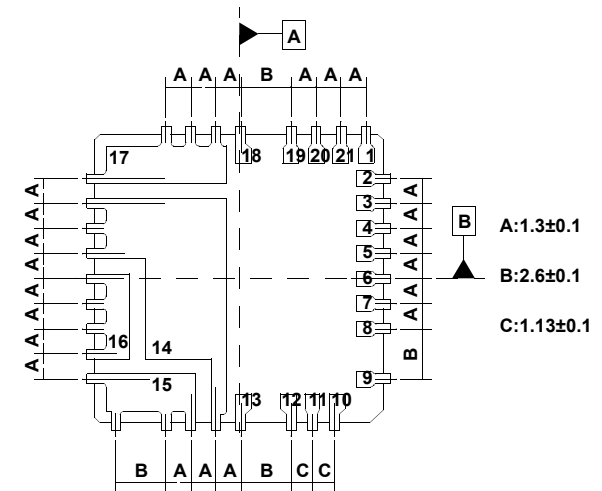 A
A A A B A A A
17 18 19 20 21 1
2
A A
3
A A
4
A A
B
A:1.3±0.1
5
A A
6
B:2.6±0.1
A A
7
A A
8
C:1.13±0.1
16 14
A B
9
15
A
13 12 11 10
B A A A B C C